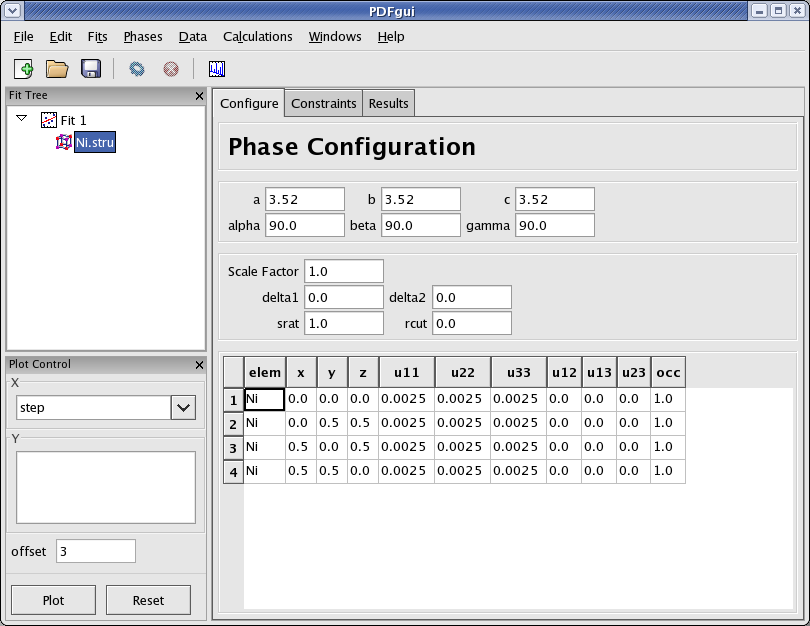 PDFgui
File Edit Fits Phases Data Calculations Windows Help
Fit Tree
Fit 1
Ni.stru
Plot Control
X
step
Y
offset 3
Plot Reset
Configure Constraints Results
Phase Configuration
a 3.52 b 3.52 c 3.52
alpha 90.0 beta 90.0 gamma 90.0
Scale Factor 1.0
delta1 0.0 delta2 0.0
srat 1.0 rcut 0.0
elem x y z u11 u22 u33 u12 u13 u23 occ
1 Ni 0.0 0.0 0.0 0.0025 0.0025 0.0025 0.0 0.0 0.0 1.0
2 Ni 0.0 0.5 0.5 0.0025 0.0025 0.0025 0.0 0.0 0.0 1.0
3 Ni 0.5 0.0 0.5 0.0025 0.0025 0.0025 0.0 0.0 0.0 1.0
4 Ni 0.5 0.5 0.0 0.0025 0.0025 0.0025 0.0 0.0 0.0 1.0